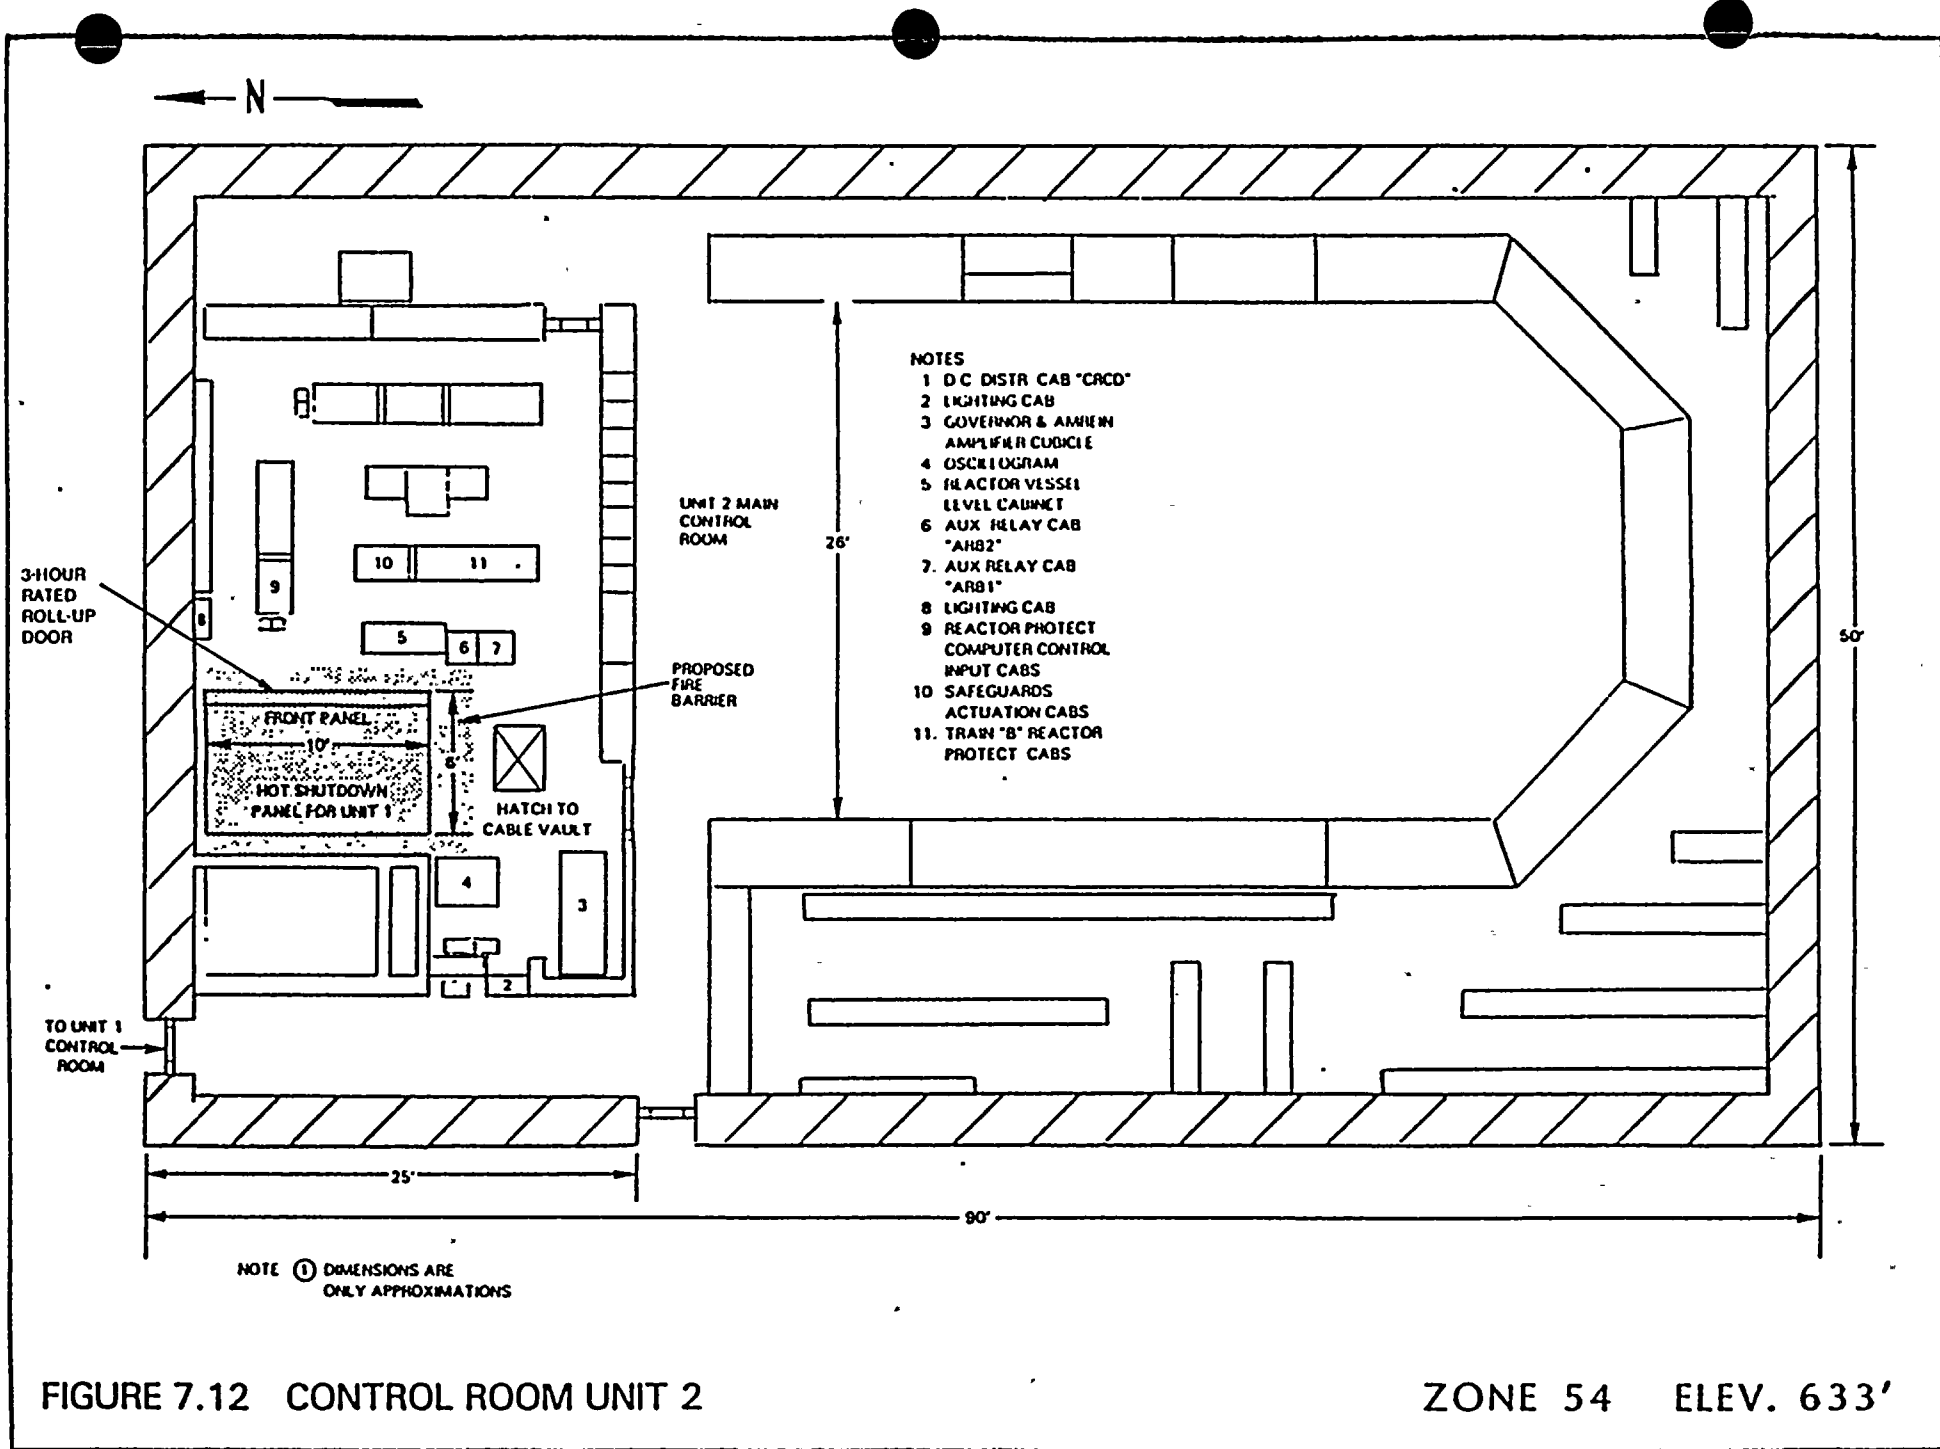 N
NOTES
1 D C DISTR CAB "CRCD"
2 LIGHTING CAB
3 GOVERNOR & AMREIN
AMPLIFIER CUBICLE
4 OSCILLOGRAM
5 REACTOR VESSEL
LEVEL CABINET
6 AUX RELAY CAB
"ARB2"
7. AUX RELAY CAB
"ARB1"
8 LIGHTING CAB
9 REACTOR PROTECT
COMPUTER CONTROL
INPUT CABS
10 SAFEGUARDS
ACTUATION CABS
11. TRAIN "B" REACTOR
PROTECT CABS
UNIT 2 MAIN
CONTROL
ROOM
26'
50'
10
11
9
8
5
6
7
3-HOUR
RATED
ROLL-UP
DOOR
PROPOSED
FIRE
BARRIER
FRONT PANEL
10'
6'
HOT SHUTDOWN
PANEL FOR UNIT 1
HATCH TO
CABLE VAULT
4
3
2
TO UNIT 1
CONTROL
ROOM
25'
90'
NOTE 1 DIMENSIONS ARE
ONLY APPROXIMATIONS
FIGURE 7.12 CONTROL ROOM UNIT 2
ZONE 54 ELEV. 633'